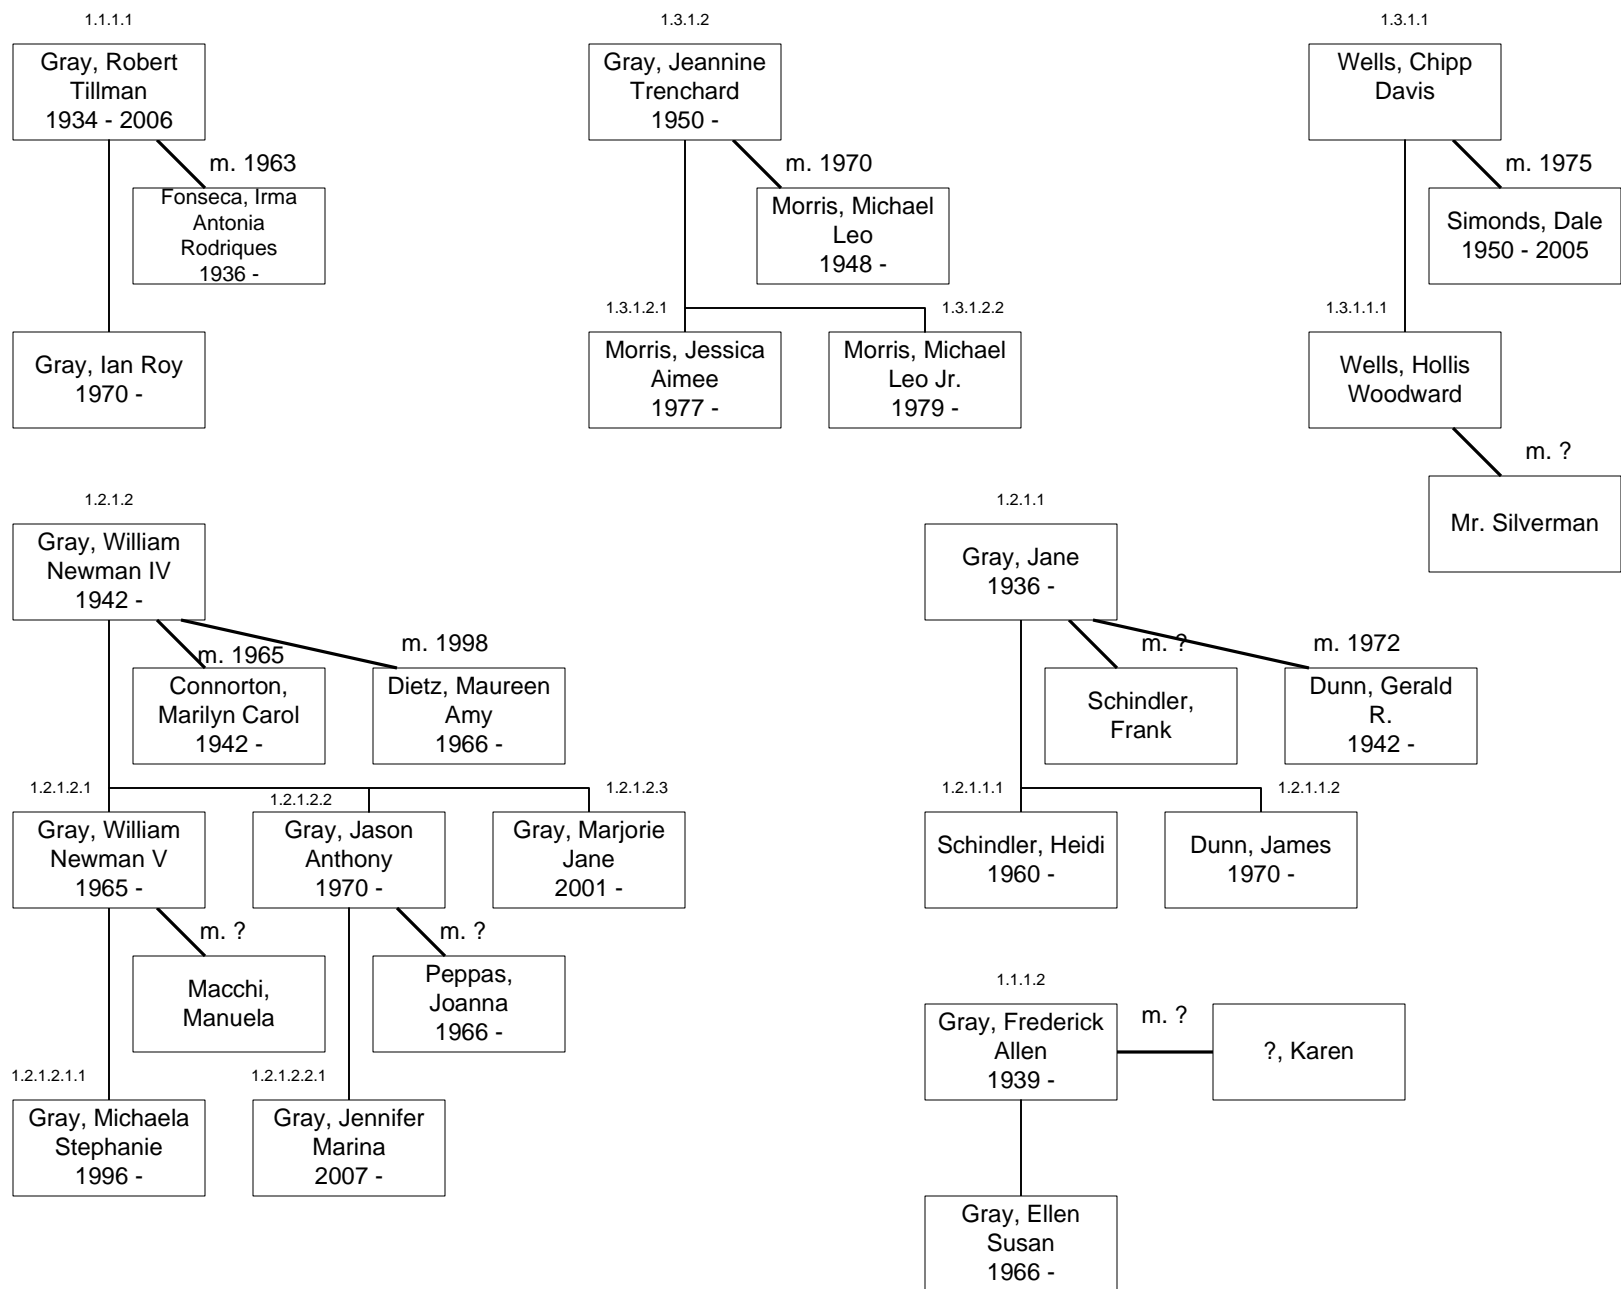 1.1.1.1
Gray, Robert
Tillman
1934 - 2006
m. 1963
Fonseca, Irma
Antonia
Rodriques
1936 -
Gray, Ian Roy
1970 -
1.3.1.2
Gray, Jeannine
Trenchard
1950 -
m. 1970
Morris, Michael
Leo
1948 -
1.3.1.2.1
Morris, Jessica
Aimee
1977 -
1.3.1.2.2
Morris, Michael
Leo Jr.
1979 -
1.3.1.1
Wells, Chipp
Davis
m. 1975
Simonds, Dale
1950 - 2005
1.3.1.1.1
Wells, Hollis
Woodward
m. ?
Mr. Silverman
1.2.1.2
Gray, William
Newman IV
1942 -
m. 1965
Connorton,
Marilyn Carol
1942 -
m. 1998
Dietz, Maureen
Amy
1966 -
1.2.1.2.1
Gray, William
Newman V
1965 -
m. ?
Macchi,
Manuela
1.2.1.2.2
Gray, Jason
Anthony
1970 -
m. ?
Peppas,
Joanna
1966 -
1.2.1.2.3
Gray, Marjorie
Jane
2001 -
1.2.1.2.1.1
Gray, Michaela
Stephanie
1996 -
1.2.1.2.2.1
Gray, Jennifer
Marina
2007 -
1.2.1.1
Gray, Jane
1936 -
m. ?
Schindler,
Frank
m. 1972
Dunn, Gerald
R.
1942 -
1.2.1.1.1
Schindler, Heidi
1960 -
1.2.1.1.2
Dunn, James
1970 -
1.1.1.2
Gray, Frederick
Allen
1939 -
m. ?
?, Karen
Gray, Ellen
Susan
1966 -